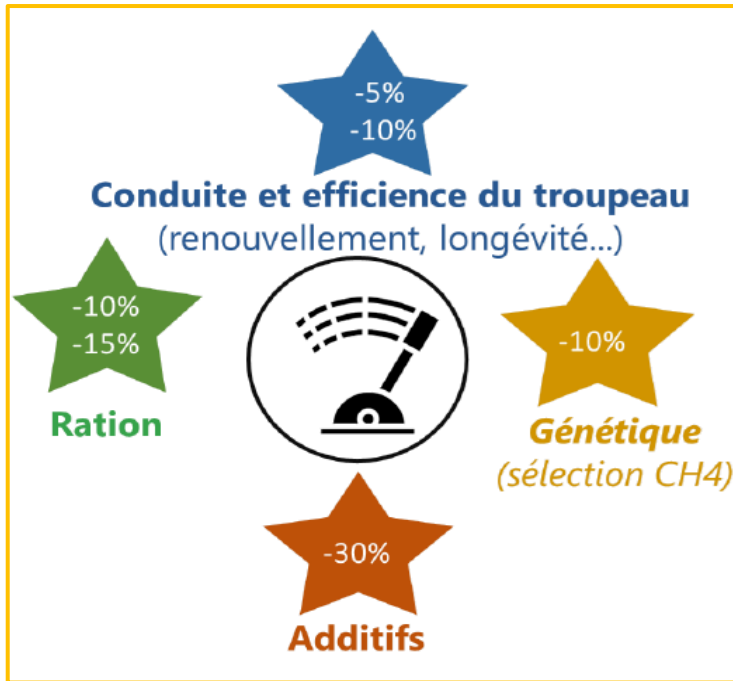 -5%
-10%
Conduite et efficience du troupeau
(renouvellement, longévité...)
-10%
-15%
Ration
-10%
Génétique
(sélection CH4)
-30%
Additifs